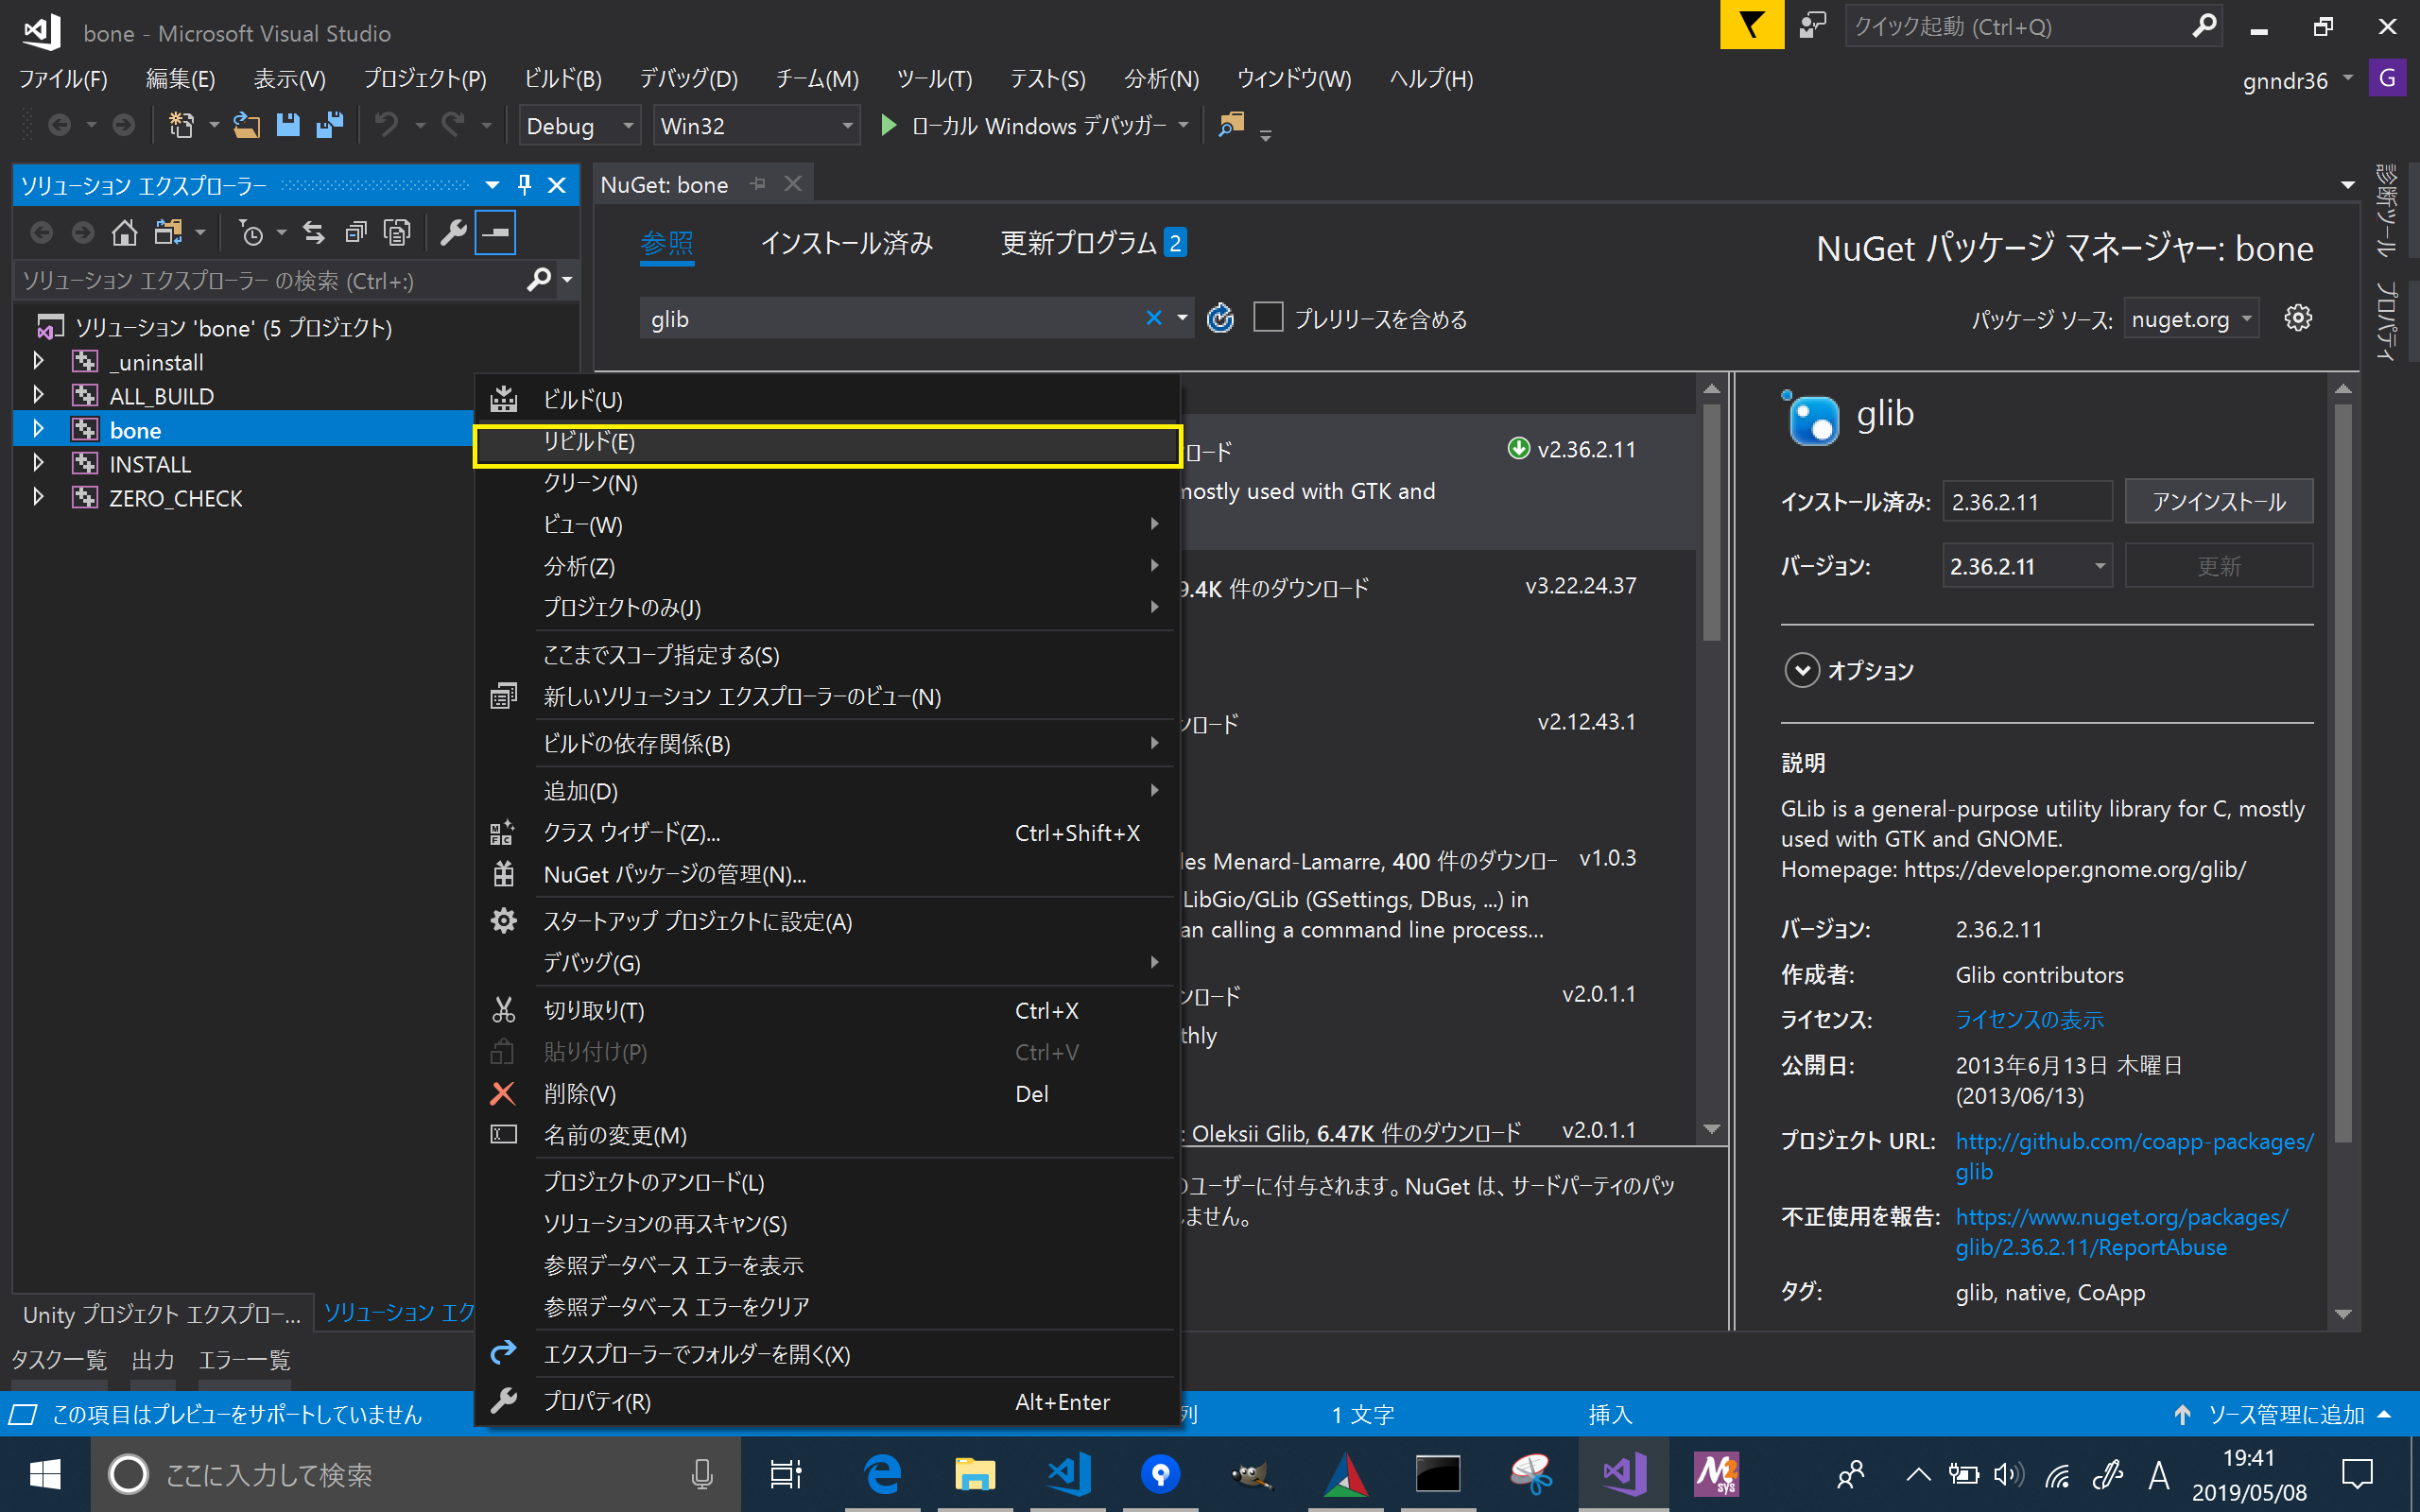 bone - Microsoft Visual Studio
クイック起動 (Ctrl+Q)
ファイル(F) 編集(E) 表示(V) プロジェクト(P) ビルド(B) デバッグ(D) チーム(M) ツール(T) テスト(S) 分析(N) ウィンドウ(W) ヘルプ(H)
gnndr36 G
Debug Win32 ローカル Windows デバッガー
ソリューション エクスプローラー
ソリューション エクスプローラー の検索 (Ctrl+:)
ソリューション 'bone' (5 プロジェクト)
_uninstall
ALL_BUILD
bone
INSTALL
ZERO_CHECK
NuGet: bone
参照 インストール済み 更新プログラム 2
NuGet パッケージ マネージャー: bone
glib
プレリリースを含める
パッケージ ソース: nuget.org
診断ツール
プロパティ
ビルド(U)
リビルド(E)
クリーン(N)
ビュー(W)
分析(Z)
プロジェクトのみ(J)
ここまでスコープ指定する(S)
新しいソリューション エクスプローラーのビュー(N)
ビルドの依存関係(B)
追加(D)
クラス ウィザード(Z)... Ctrl+Shift+X
NuGet パッケージの管理(N)...
スタートアップ プロジェクトに設定(A)
デバッグ(G)
切り取り(T) Ctrl+X
貼り付け(P) Ctrl+V
削除(V) Del
名前の変更(M)
プロジェクトのアンロード(L)
ソリューションの再スキャン(S)
参照データベース エラーを表示
参照データベース エラーをクリア
エクスプローラーでフォルダーを開く(X)
プロパティ(R) Alt+Enter
ロード v2.36.2.11
mostly used with GTK and
9.4K 件のダウンロード v3.22.24.37
ンロード v2.12.43.1
les Menard-Lamarre, 400 件のダウンロー v1.0.3
LibGio/GLib (GSettings, DBus, ...) in
an calling a command line process...
ンロード v2.0.1.1
thly
: Oleksii Glib, 6.47K 件のダウンロード v2.0.1.1
のユーザーに付与されます。NuGet は、サードパーティのパッ
しません。
glib
インストール済み: 2.36.2.11 アンインストール
バージョン: 2.36.2.11 更新
オプション
説明
GLib is a general-purpose utility library for C, mostly
used with GTK and GNOME.
Homepage: https://developer.gnome.org/glib/
バージョン: 2.36.2.11
作成者: Glib contributors
ライセンス: ライセンスの表示
公開日: 2013年6月13日 木曜日
(2013/06/13)
プロジェクト URL: http://github.com/coapp-packages/
glib
不正使用を報告: https://www.nuget.org/packages/
glib/2.36.2.11/ReportAbuse
タグ: glib, native, CoApp
Unity プロジェクト エクスプロー... ソリューション エク
タスク一覧 出力 エラー一覧
この項目はプレビューをサポートしていません
列 1 文字 挿入 ソース管理に追加
ここに入力して検索
M2 sys
A
19:41
2019/05/08